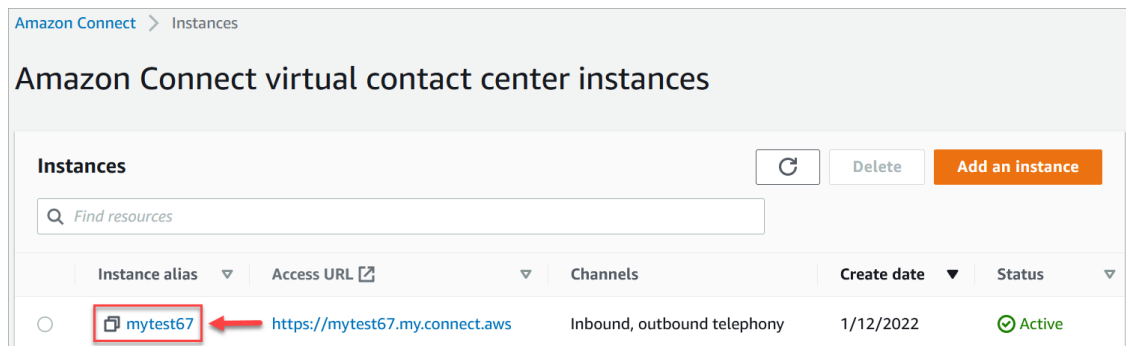 Amazon Connect > Instances
Amazon Connect virtual contact center instances
Instances
Delete
Add an instance
Find resources
Instance alias
Access URL
Channels
Create date
Status
mytest67
https://mytest67.my.connect.aws
Inbound, outbound telephony
1/12/2022
Active